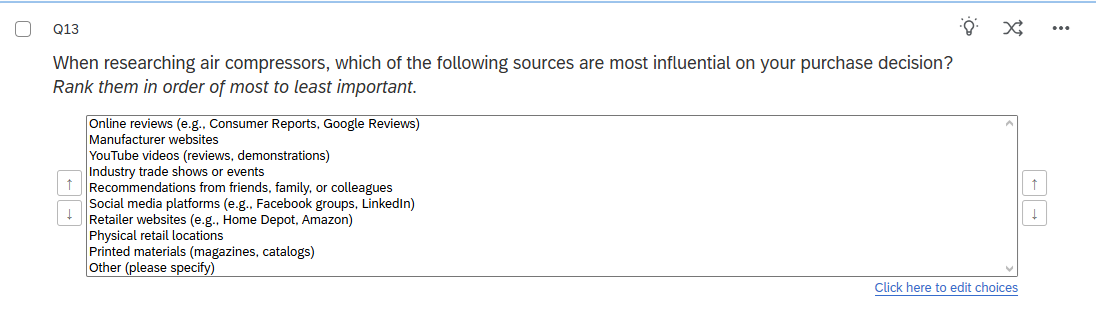 Q13
When researching air compressors, which of the following sources are most influential on your purchase decision?
Rank them in order of most to least important.
Online reviews (e.g., Consumer Reports, Google Reviews)
Manufacturer websites
YouTube videos (reviews, demonstrations)
Industry trade shows or events
Recommendations from friends, family, or colleagues
Social media platforms (e.g., Facebook groups, LinkedIn)
Retailer websites (e.g., Home Depot, Amazon)
Physical retail locations
Printed materials (magazines, catalogs)
Other (please specify)
Click here to edit choices